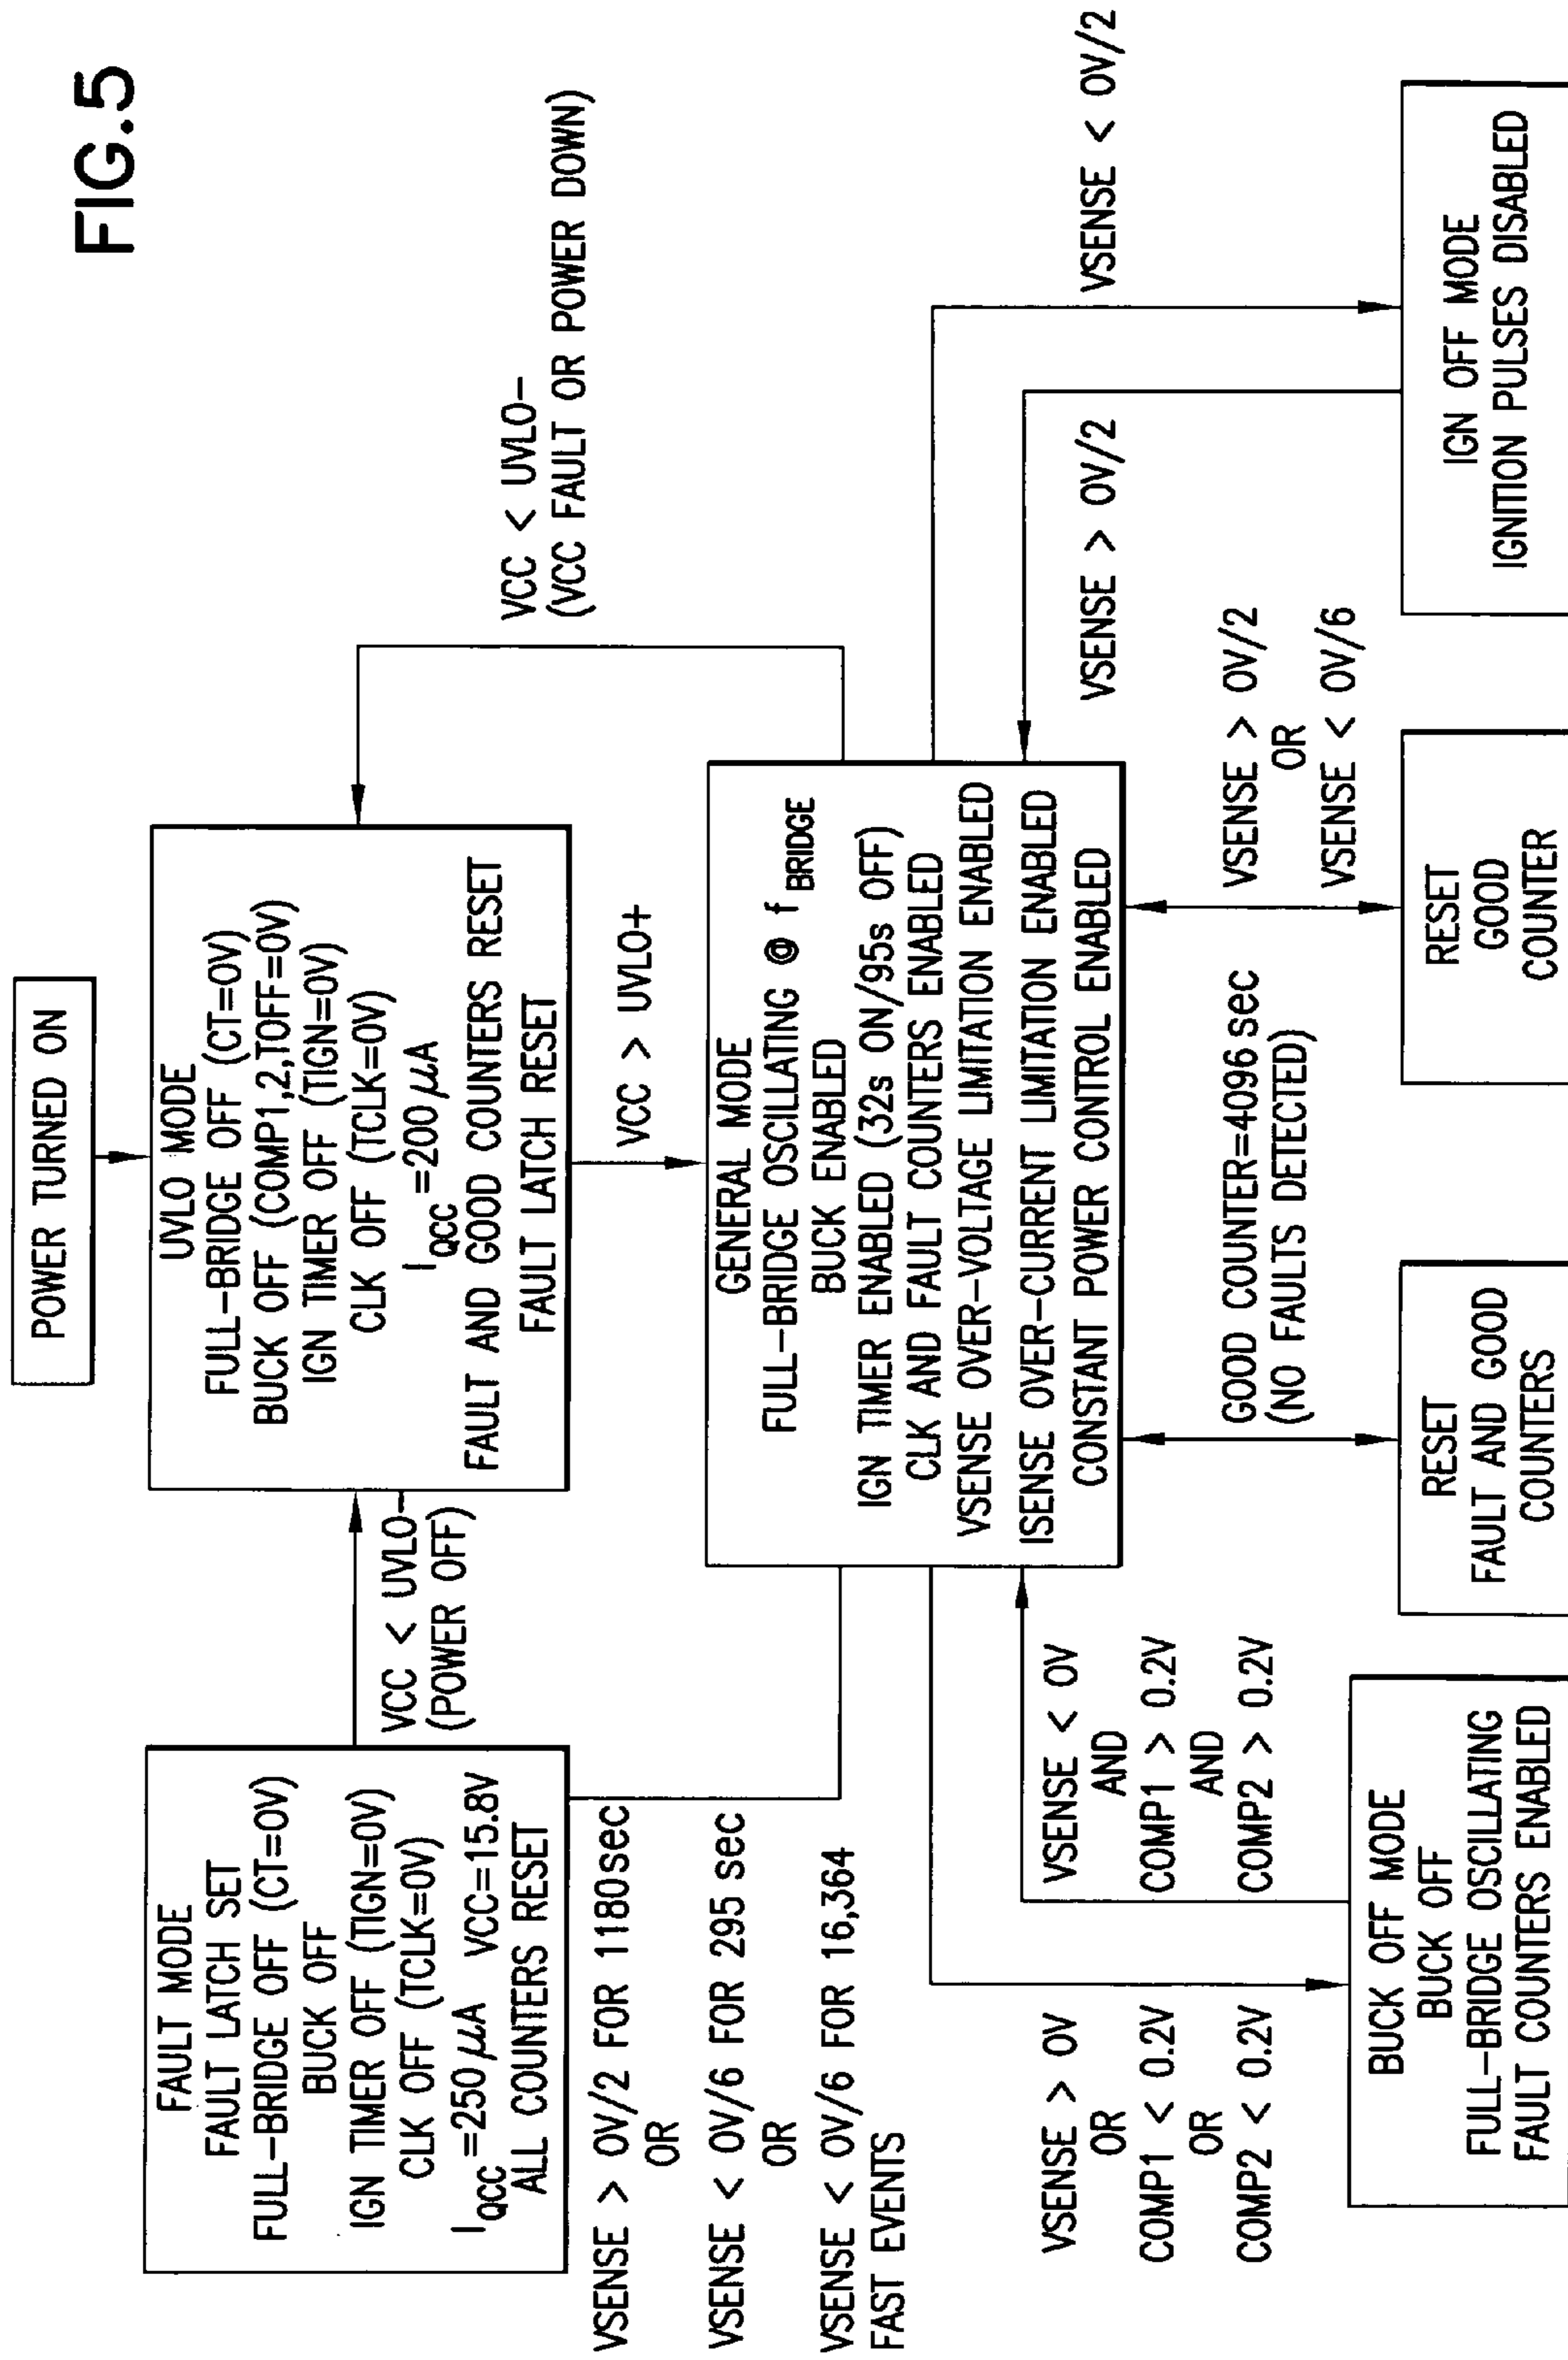 FIG.5
POWER TURNED ON
FAULT MODE
FAULT LATCH SET
FULL-BRIDGE OFF (CT=0V)
BUCK OFF
IGN TIMER OFF (TIGN=0V)
CLK OFF (TCLK=0V)
IQCC =250µA VCC=15.8V
ALL COUNTERS RESET
VCC < UVLO-
(POWER OFF)
UVLO MODE
FULL-BRIDGE OFF (CT=0V)
BUCK OFF (COMP1,2,TOFF=0V)
IGN TIMER OFF (TIGN=0V)
CLK OFF (TCLK=0V)
IQCC =200µA
FAULT AND GOOD COUNTERS RESET
FAULT LATCH RESET
VCC < UVLO-
(VCC FAULT OR POWER DOWN)
VCC > UVLO+
VSENSE > OV/2 FOR 1180sec
OR
VSENSE < OV/6 FOR 295 sec
OR
VSENSE < OV/6 FOR 16,364
FAST EVENTS
GENERAL MODE
FULL-BRIDGE OSCILLATING @ f BRIDGE
BUCK ENABLED
IGN TIMER ENABLED (32s ON/95s OFF)
CLK AND FAULT COUNTERS ENABLED
VSENSE OVER-VOLTAGE LIMITATION ENABLED
ISENSE OVER-CURRENT LIMITATION ENABLED
CONSTANT POWER CONTROL ENABLED
VSENSE > OV
OR
COMP1 < 0.2V
OR
COMP2 < 0.2V
VSENSE < OV
AND
COMP1 > 0.2V
AND
COMP2 > 0.2V
GOOD COUNTER=4096sec
(NO FAULTS DETECTED)
VSENSE > OV/2
OR
VSENSE < OV/6
VSENSE > OV/2
VSENSE < OV/2
BUCK OFF MODE
BUCK OFF
FULL-BRIDGE OSCILLATING
FAULT COUNTERS ENABLED
RESET
FAULT AND GOOD
COUNTERS
RESET
GOOD
COUNTER
IGN OFF MODE
IGNITION PULSES DISABLED